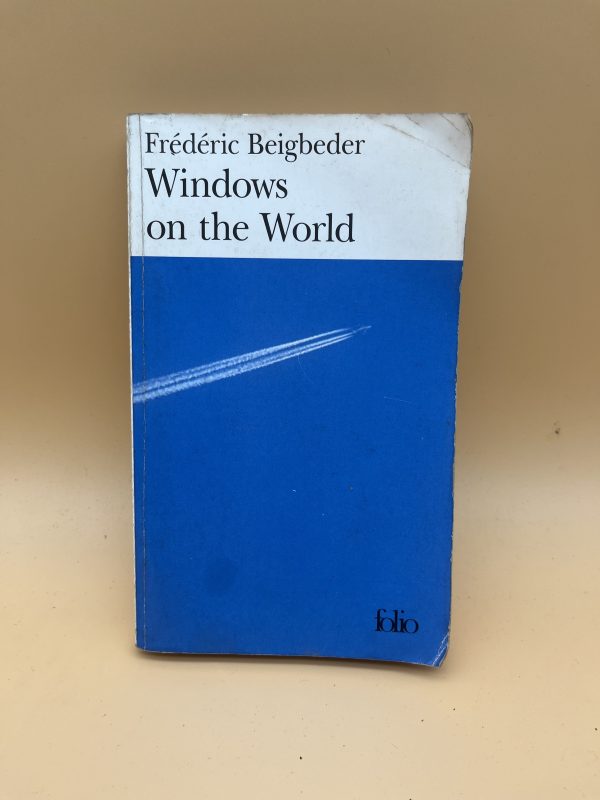 Frédéric Beigbeder
Windows
on the World
folio